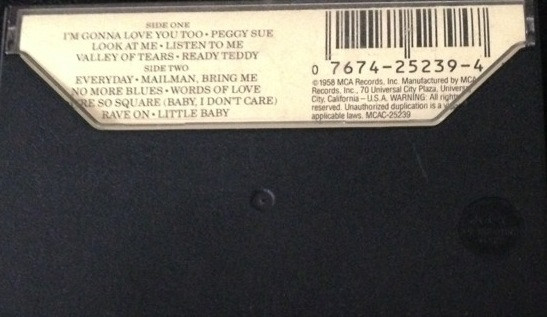 SIDE ONE
I'M GONNA LOVE YOU TOO • PEGGY SUE
LOOK AT ME • LISTEN TO ME
VALLEY OF TEARS • READY TEDDY
SIDE TWO
EVERYDAY • MAILMAN, BRING ME
NO MORE BLUES • WORDS OF LOVE
RE SO SQUARE (BABY, I DON'T CARE)
RAVE ON • LITTLE BABY
0 7674-25239-4
© 1958 MCA Records, Inc. Manufactured by MCA
Records, Inc., 70 Universal City Plaza, Univers
City, California – U.S.A. WARNING: All rights
reserved. Unauthorized duplication is a
applicable laws. MCAC-25239